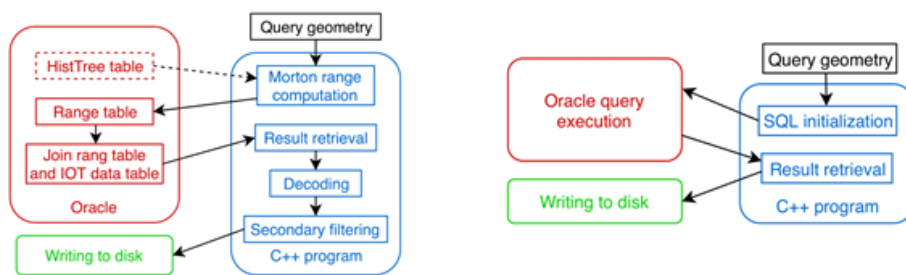 Query geometry
HistTree table
Morton range
computation
Range table
Result retrieval
Join rang table
and IOT data table
Decoding
Oracle
Secondary filtering
Writing to disk
C++ program
Query geometry
Oracle query
execution
SQL initialization
Result retrieval
Writing to disk
C++ program